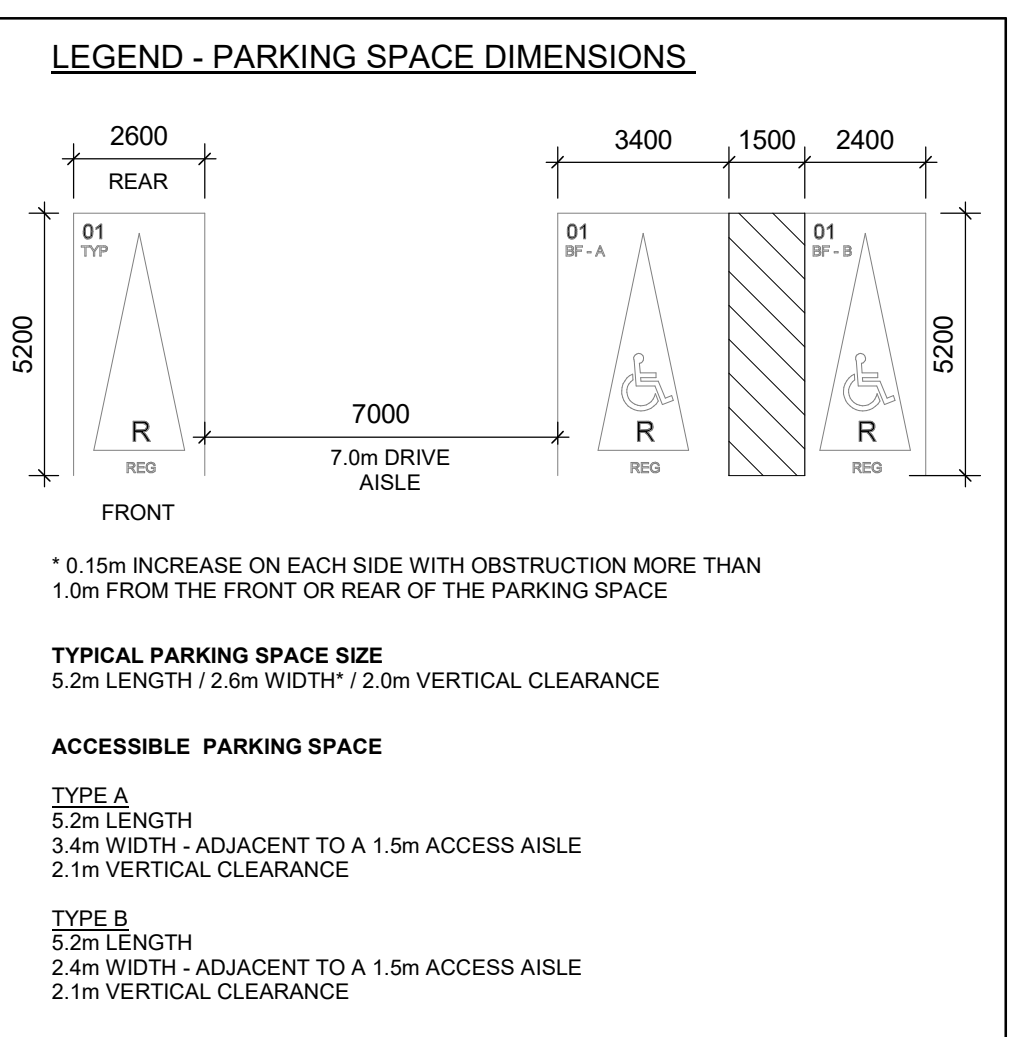 LEGEND - PARKING SPACE DIMENSIONS
2600
3400
1500
2400
REAR
01
TYP
01
BF - A
01
BF - B
5200
5200
R
R
R
7000
REG
7.0m DRIVE
AISLE
REG
REG
FRONT
* 0.15m INCREASE ON EACH SIDE WITH OBSTRUCTION MORE THAN
1.0m FROM THE FRONT OR REAR OF THE PARKING SPACE
TYPICAL PARKING SPACE SIZE
5.2m LENGTH / 2.6m WIDTH* / 2.0m VERTICAL CLEARANCE
ACCESSIBLE PARKING SPACE
TYPE A
5.2m LENGTH
3.4m WIDTH - ADJACENT TO A 1.5m ACCESS AISLE
2.1m VERTICAL CLEARANCE
TYPE B
5.2m LENGTH
2.4m WIDTH - ADJACENT TO A 1.5m ACCESS AISLE
2.1m VERTICAL CLEARANCE